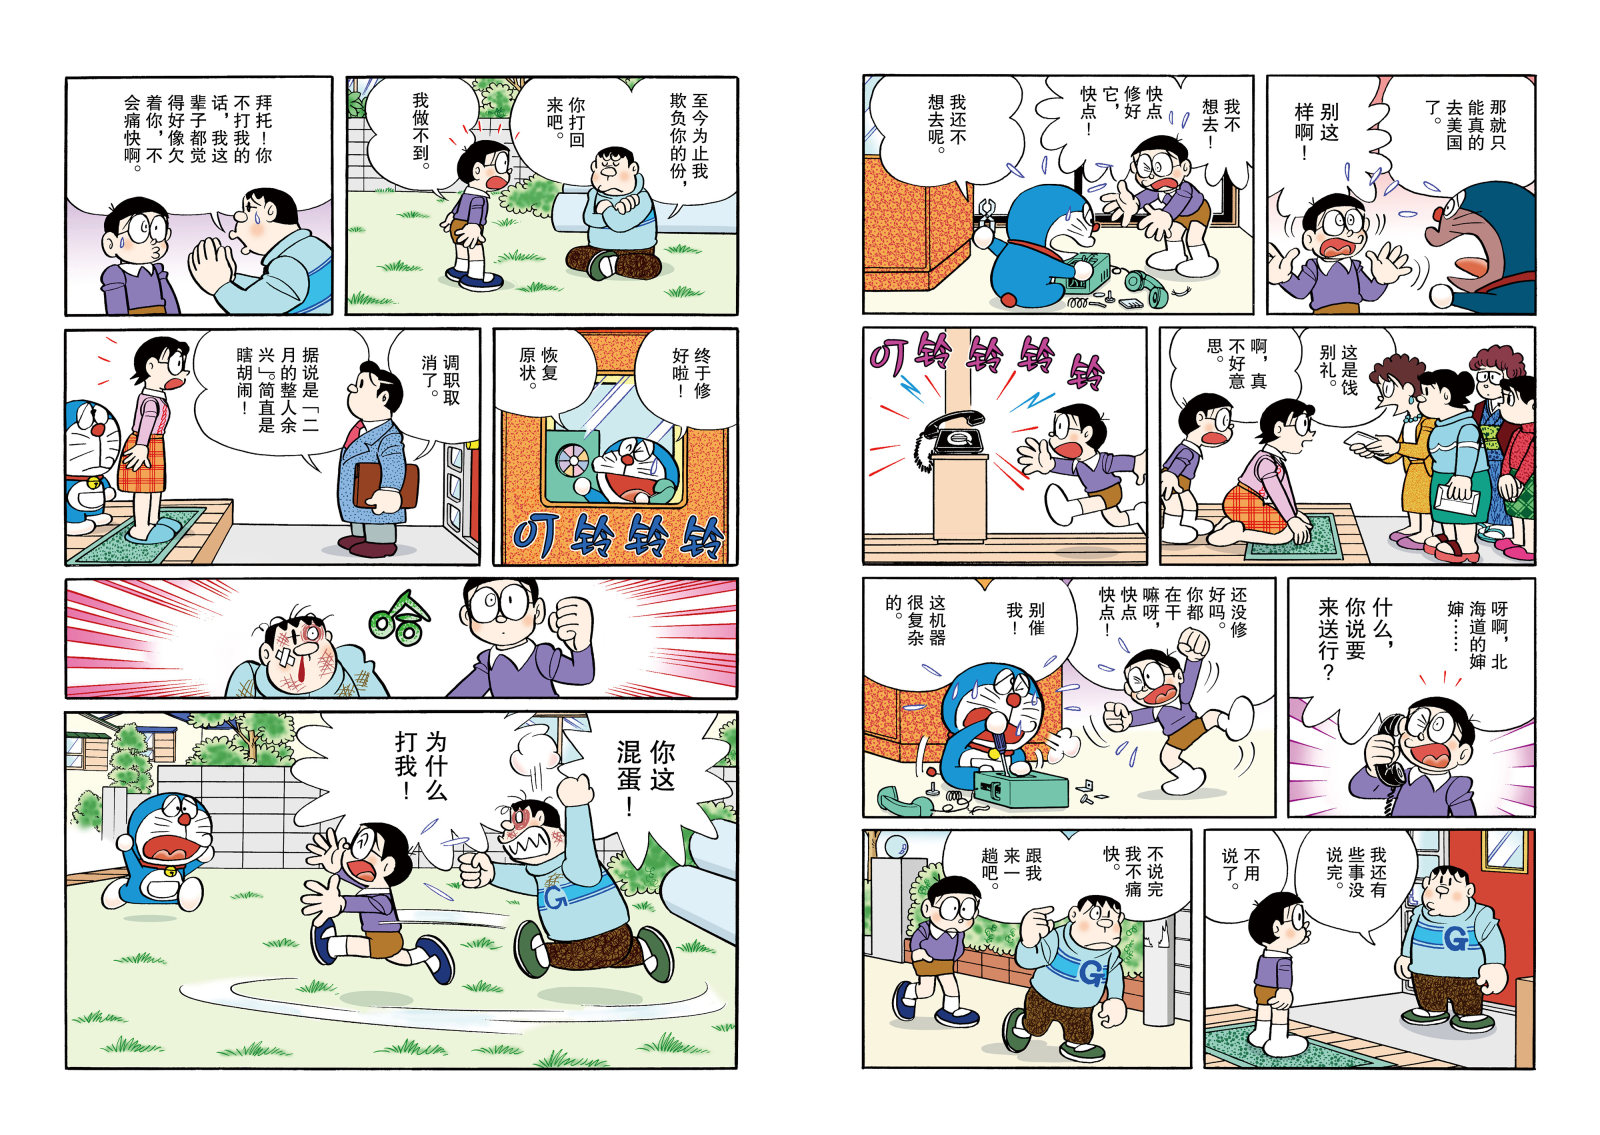 那就只
能真的
去美国
了。
别这
样啊！
我不
想去！
快点
修好
它，
快点！
我还不
想去呢。
这是饯
别礼。
啊，真
不好意
思。
叮铃铃铃铃
呀啊，北
海道的婶
婶……
什么，
你说要
来送行？
还没修
好吗。
你都
在干
嘛呀，
快点
快点！
别催
我！
这机器
很复杂
的。
我还有
些事没
说完。
不用
说了。
G
不说完
我不痛
快。
跟我
来一
趟吧。
G
至今为止我
欺负你的份，
你打回
来吧。
我做不到。
拜托！你
不打我的
话，我这
辈子都觉
得好像欠
着你，不
会痛快啊。
终于修
好啦！
恢复
原状。
叮铃铃铃
调职取
消了。
据说是「二
月的整人余
兴」。简直是
瞎胡闹！
你这
混蛋！
为什么
打我！
G